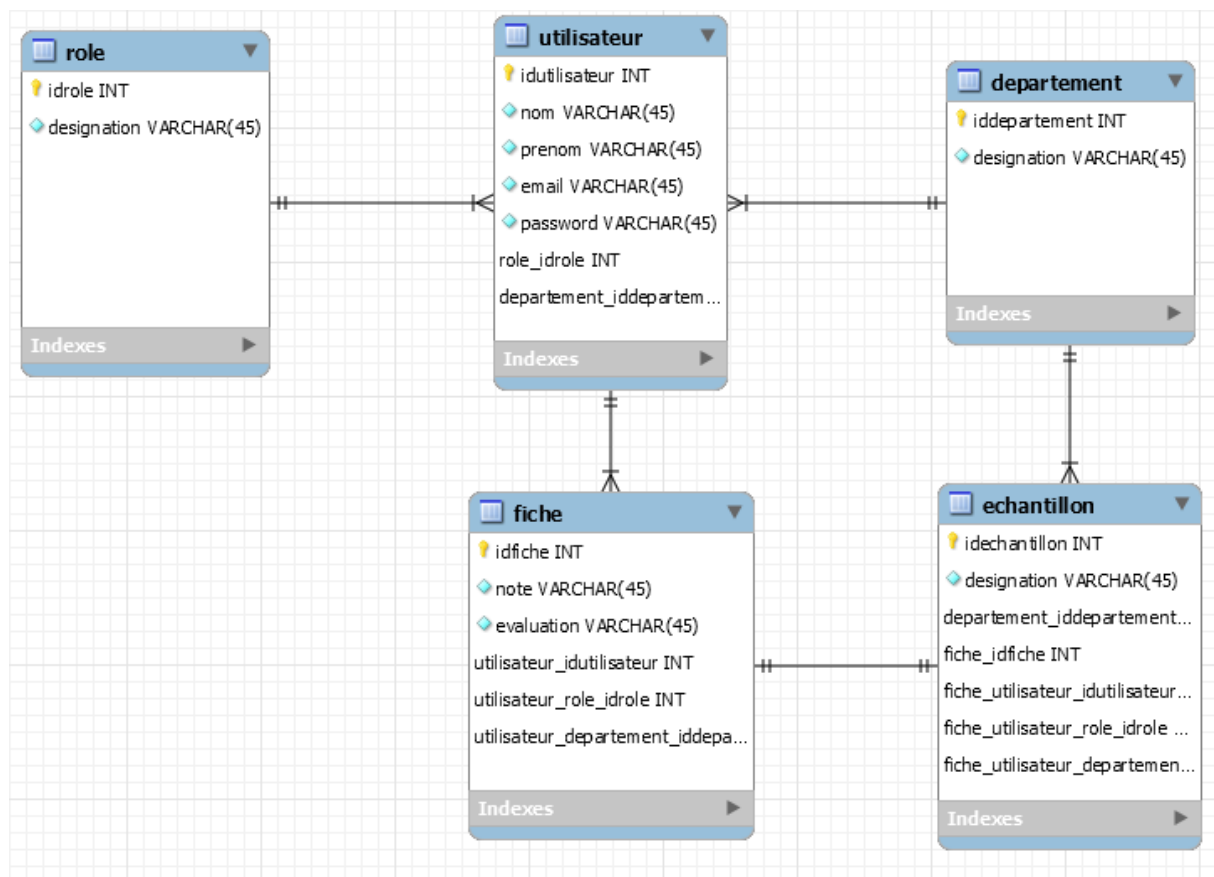 role
idrole INT
designation VARCHAR(45)
Indexes
utilisateur
idutilisateur INT
nom VARCHAR(45)
prenom VARCHAR(45)
email VARCHAR(45)
password VARCHAR(45)
role_idrole INT
departement_iddepartem...
Indexes
departement
iddepartement INT
designation VARCHAR(45)
Indexes
fiche
idfiche INT
note VARCHAR(45)
evaluation VARCHAR(45)
utilisateur_idutilisateur INT
utilisateur_role_idrole INT
utilisateur_departement_iddepa...
Indexes
echantillon
idechantillon INT
designation VARCHAR(45)
departement_iddepartement...
fiche_idfiche INT
fiche_utilisateur_idutilisateur...
fiche_utilisateur_role_idrole ...
fiche_utilisateur_departemen...
Indexes